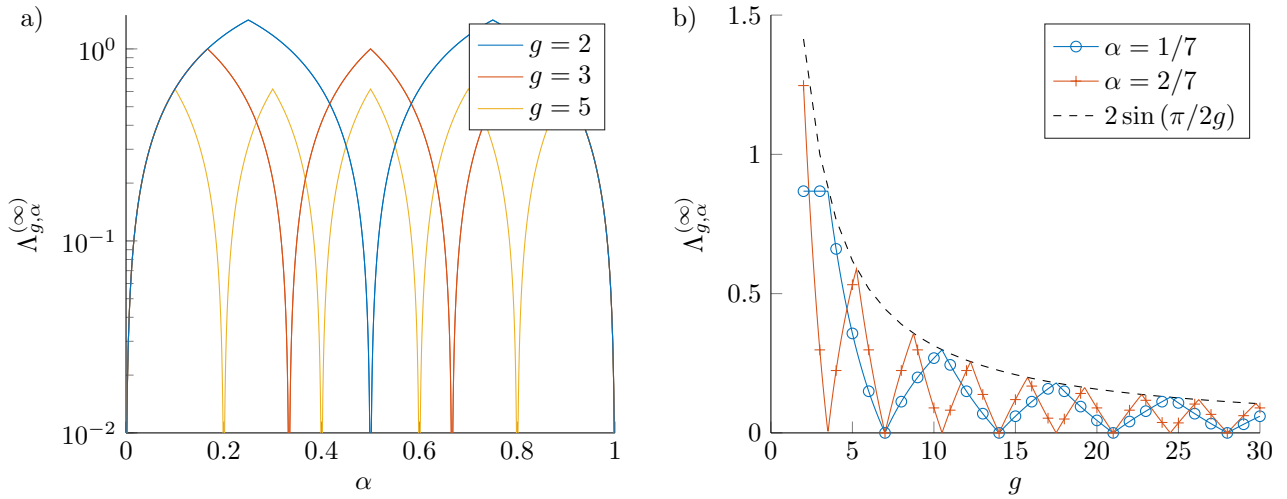 a)
10^0
10^{-1}
10^{-2}
Λ_{g,α}^{(∞)}
0 0.2 0.4 0.6 0.8 1
α
g = 2
g = 3
g = 5
b)
1.5
1
0.5
0
Λ_{g,α}^{(∞)}
0 5 10 15 20 25 30
g
α = 1/7
α = 2/7
2 sin (π/2g)